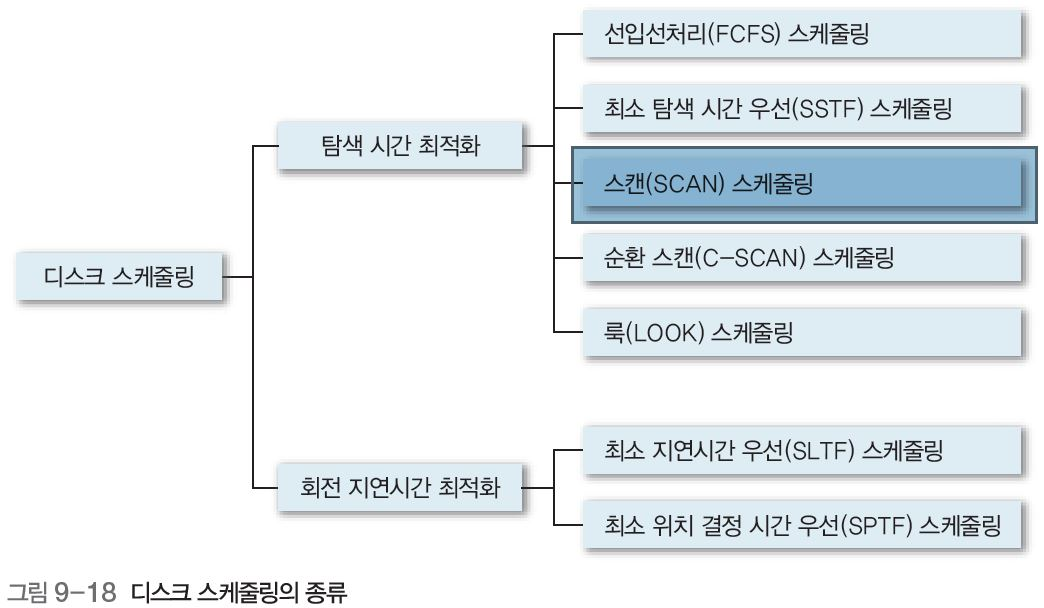 선입선처리(FCFS) 스케줄링
최소 탐색 시간 우선(SSTF) 스케줄링
탐색 시간 최적화
스캔(SCAN) 스케줄링
순환 스캔(C-SCAN) 스케줄링
디스크 스케줄링
룩(LOOK) 스케줄링
최소 지연시간 우선(SLTF) 스케줄링
회전 지연시간 최적화
최소 위치 결정 시간 우선(SPTF) 스케줄링
그림 9-18 디스크 스케줄링의 종류